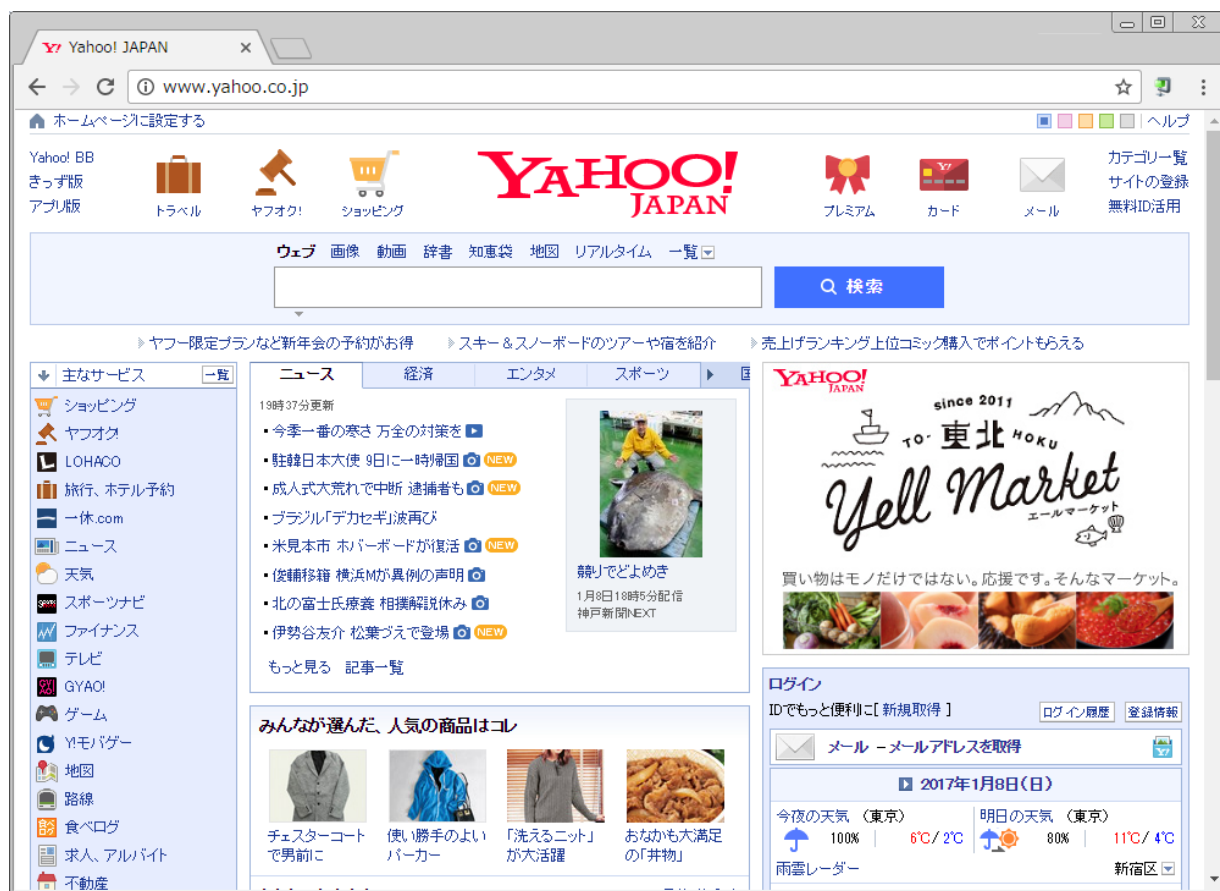 Yahoo! JAPAN
www.yahoo.co.jp
ホームページに設定する
ヘルプ
Yahoo! BB
きっず版
アプリ版
トラベル
ヤフオク!
ショッピング
YAHOO!
JAPAN
プレミアム
カード
メール
カテゴリ一覧
サイトの登録
無料ID活用
ウェブ 画像 動画 辞書 知恵袋 地図 リアルタイム 一覧
検索
ヤフー限定プランなど新年会の予約がお得
スキー＆スノーボードのツアーや宿を紹介
売上げランキング上位コミック購入でポイントもらえる
主なサービス 一覧
ショッピング
ヤフオク!
LOHACO
旅行、ホテル予約
一休.com
ニュース
天気
スポーツナビ
ファイナンス
テレビ
GYAO!
ゲーム
Y!モバゲー
地図
路線
食べログ
求人、アルバイト
不動産
ニュース 経済 エンタメ スポーツ
19時37分更新
今季一番の寒さ 万全の対策を
駐韓日本大使 9日に一時帰国 NEW
成人式大荒れで中断 逮捕者も NEW
ブラジル「デカセギ」波再び
米見本市 ホバーボードが復活 NEW
俊輔移籍 横浜Mが異例の声明
北の富士氏療養 相撲解説休み
伊勢谷友介 松葉づえで登場 NEW
もっと見る 記事一覧
競りでどよめき
1月8日18時5分配信
神戸新聞NEXT
みんなが選んだ、人気の商品はコレ
チェスターコート
で男前に
使い勝手のよい
パーカー
「洗えるニット」
が大活躍
おなかも大満足
の「丼物」
YAHOO!
JAPAN
since 2011
TO- 東北 HOKU
Yell Market
エールマーケット
買い物はモノだけではない。応援です。そんなマーケット。
ログイン
IDでもっと便利に[ 新規取得 ]
ログイン履歴 登録情報
メール －メールアドレスを取得
2017年1月8日(日)
今夜の天気 （東京）
100% 6℃/ 2℃
明日の天気 （東京）
80% 11℃/ 4℃
雨雲レーダー
新宿区